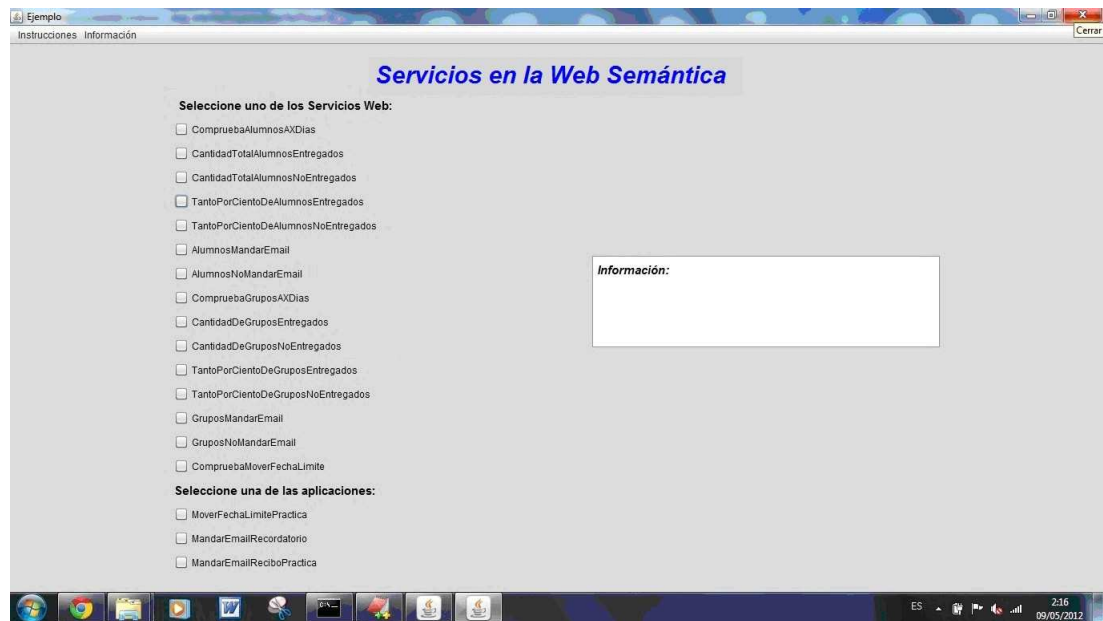 Ejemplo
Instrucciones Información
Cerrar
Servicios en la Web Semántica
Seleccione uno de los Servicios Web:
CompruebaAlumnosAXDias
CantidadTotalAlumnosEntregados
CantidadTotalAlumnosNoEntregados
TantoPorCientoDeAlumnosEntregados
TantoPorCientoDeAlumnosNoEntregados
AlumnosMandarEmail
AlumnosNoMandarEmail
CompruebaGruposAXDias
CantidadDeGruposEntregados
CantidadDeGruposNoEntregados
TantoPorCientoDeGruposEntregados
TantoPorCientoDeGruposNoEntregados
GruposMandarEmail
GruposNoMandarEmail
CompruebaMoverFechaLimite
Información:
Seleccione una de las aplicaciones:
MoverFechaLimitePractica
MandarEmailRecordatorio
MandarEmailReciboPractica
ES
2:16
09/05/2012